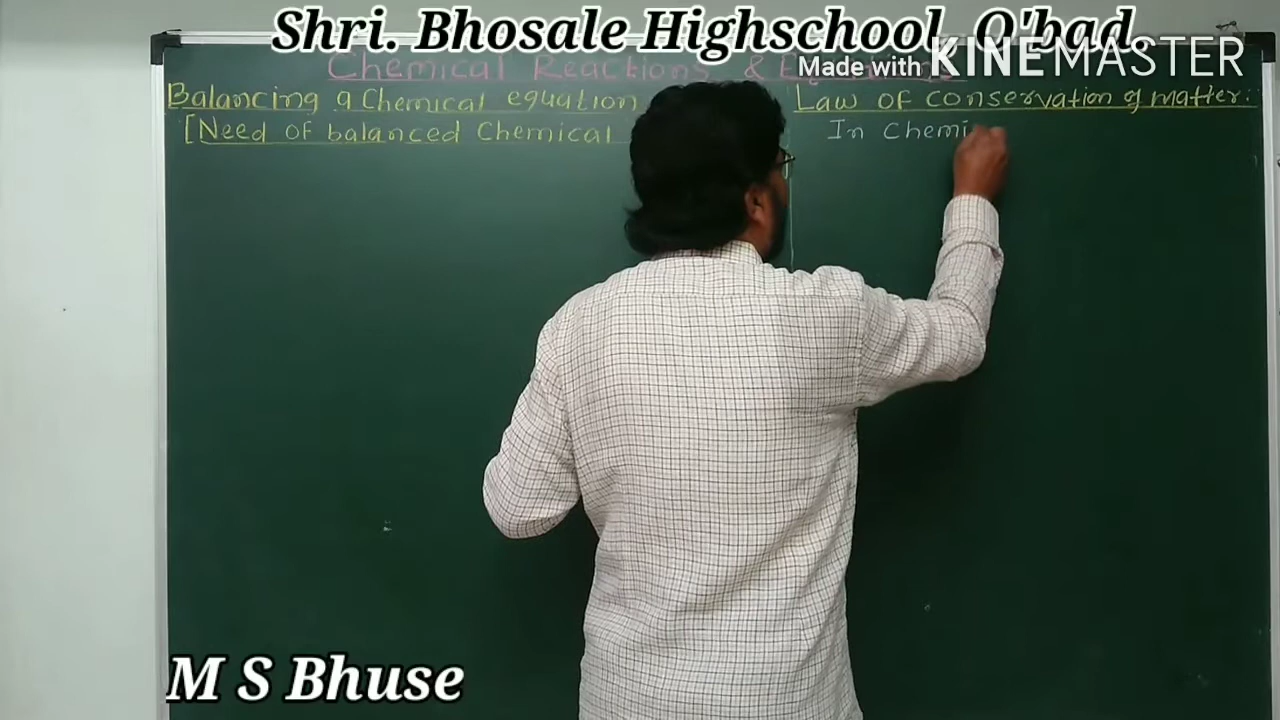 Shri. Bhosale Highschool, O'bad.
Made with KINEMASTER
Chemical Reactions &
Balancing a Chemical equation
[Need of balanced Chemical
Law of conservation of matter:
In Chemi
M S Bhuse